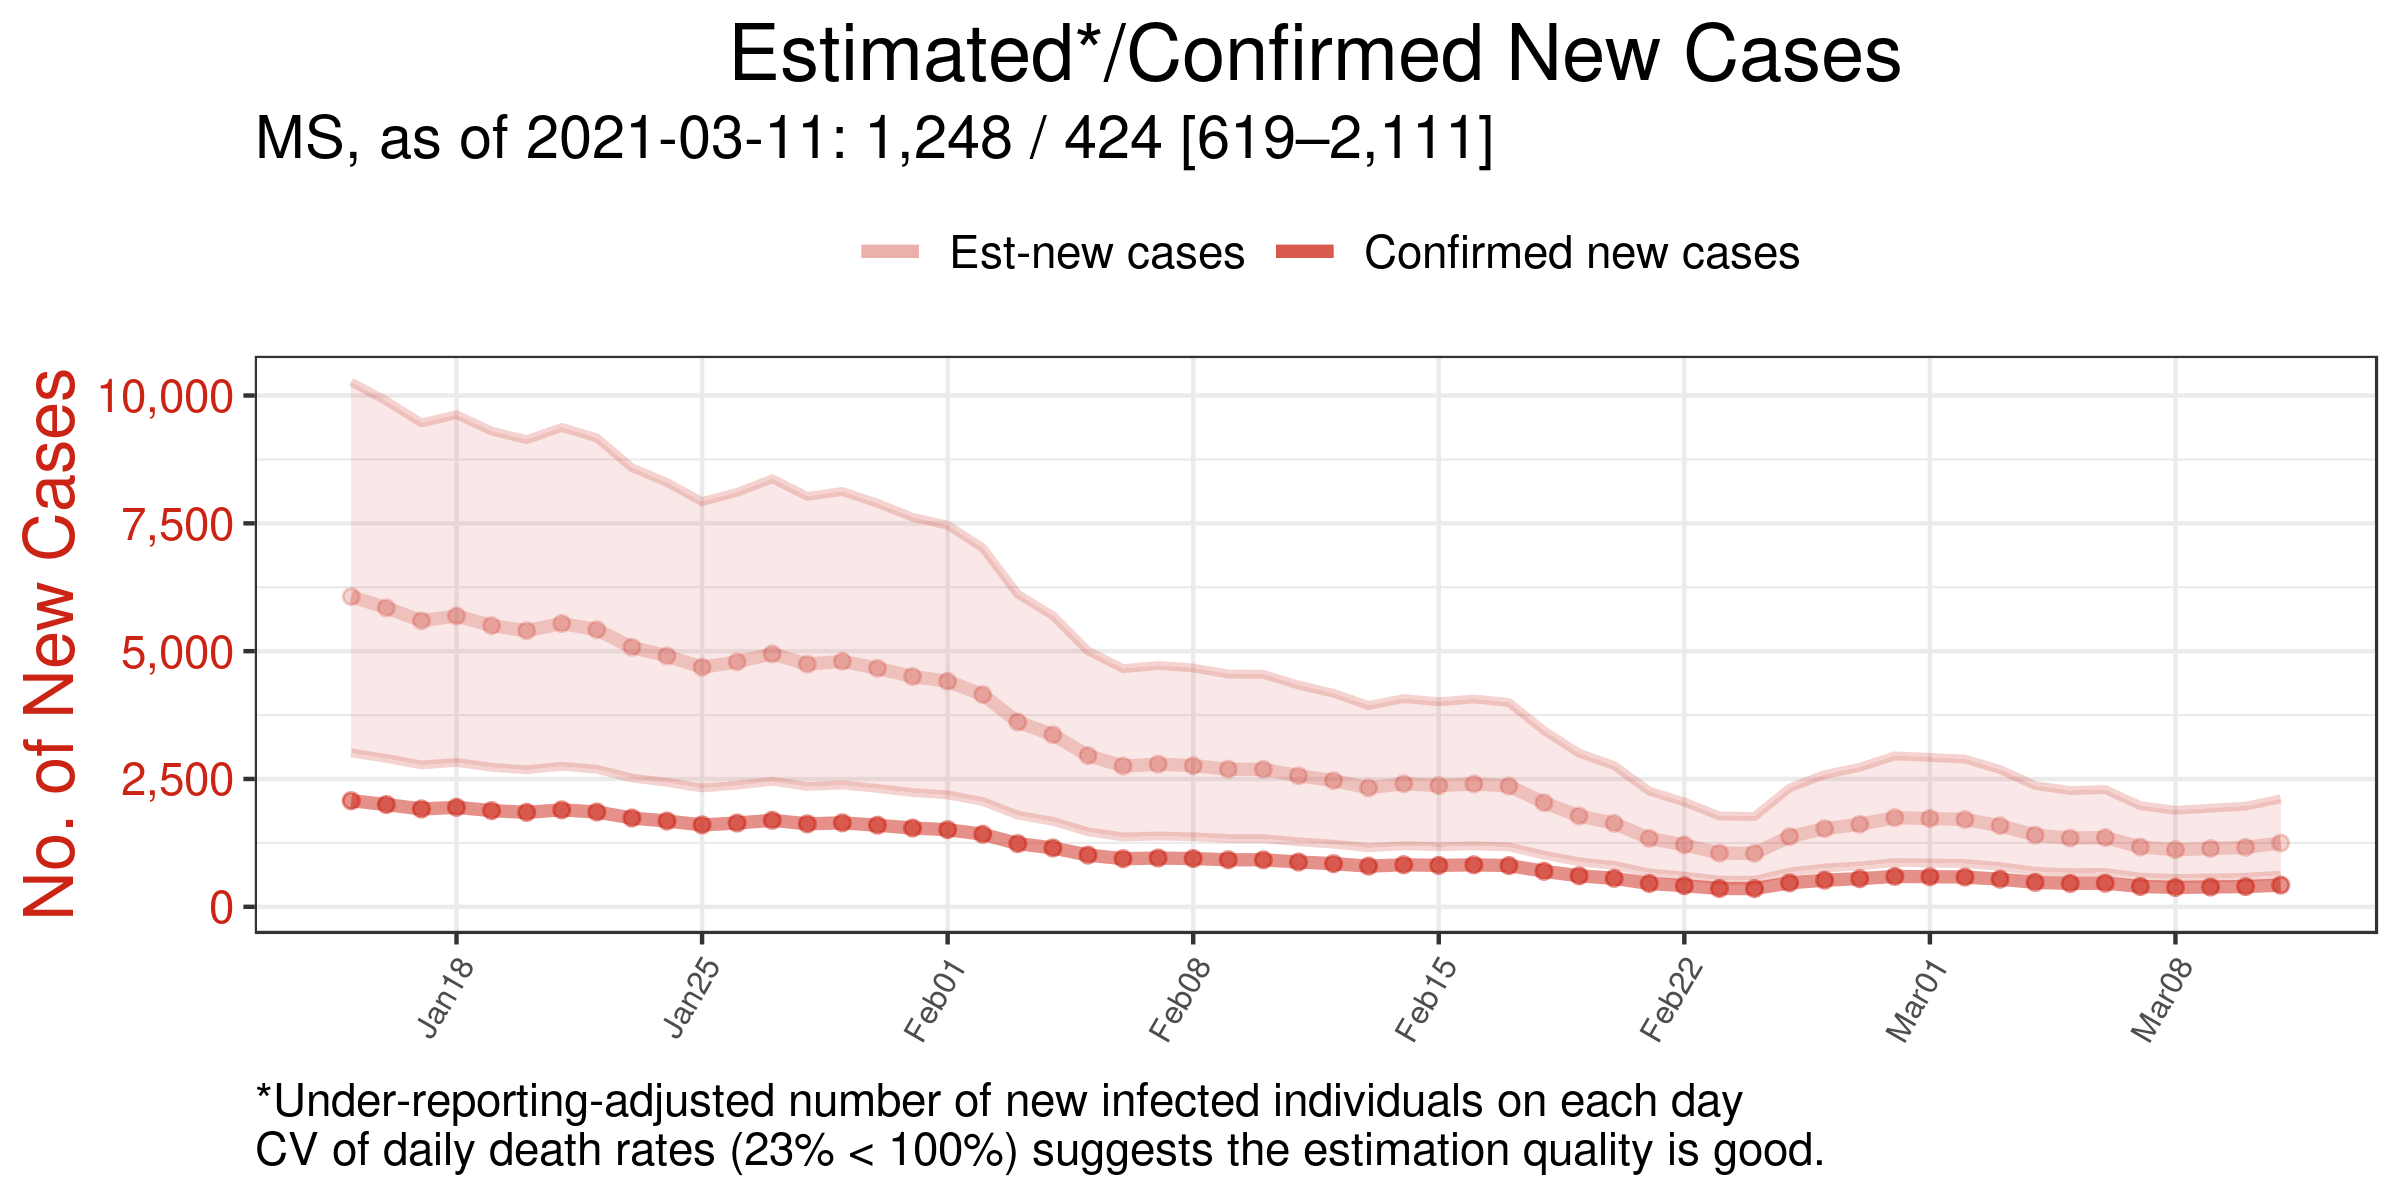 Estimated*/Confirmed New Cases
MS, as of 2021-03-11: 1,248 / 424 [619–2,111]
Est-new cases
Confirmed new cases
No. of New Cases
10,000
7,500
5,000
2,500
0
Jan18
Jan25
Feb01
Feb08
Feb15
Feb22
Mar01
Mar08
*Under-reporting-adjusted number of new infected individuals on each day
CV of daily death rates (23% < 100%) suggests the estimation quality is good.